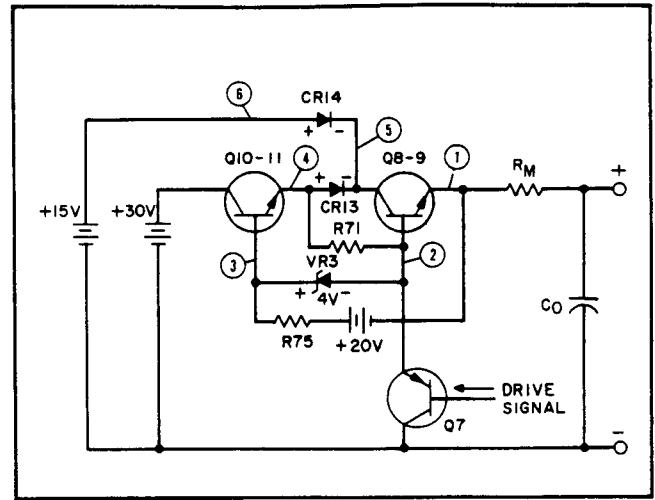 6
CR14
+ -
5
Q10-11
4
+ -
Q8-9
1
RM
+
CR13
+15V
+30V
R71
3
VR3
2
+ 4V -
CO
R75
+20V
DRIVE
SIGNAL
Q7
-